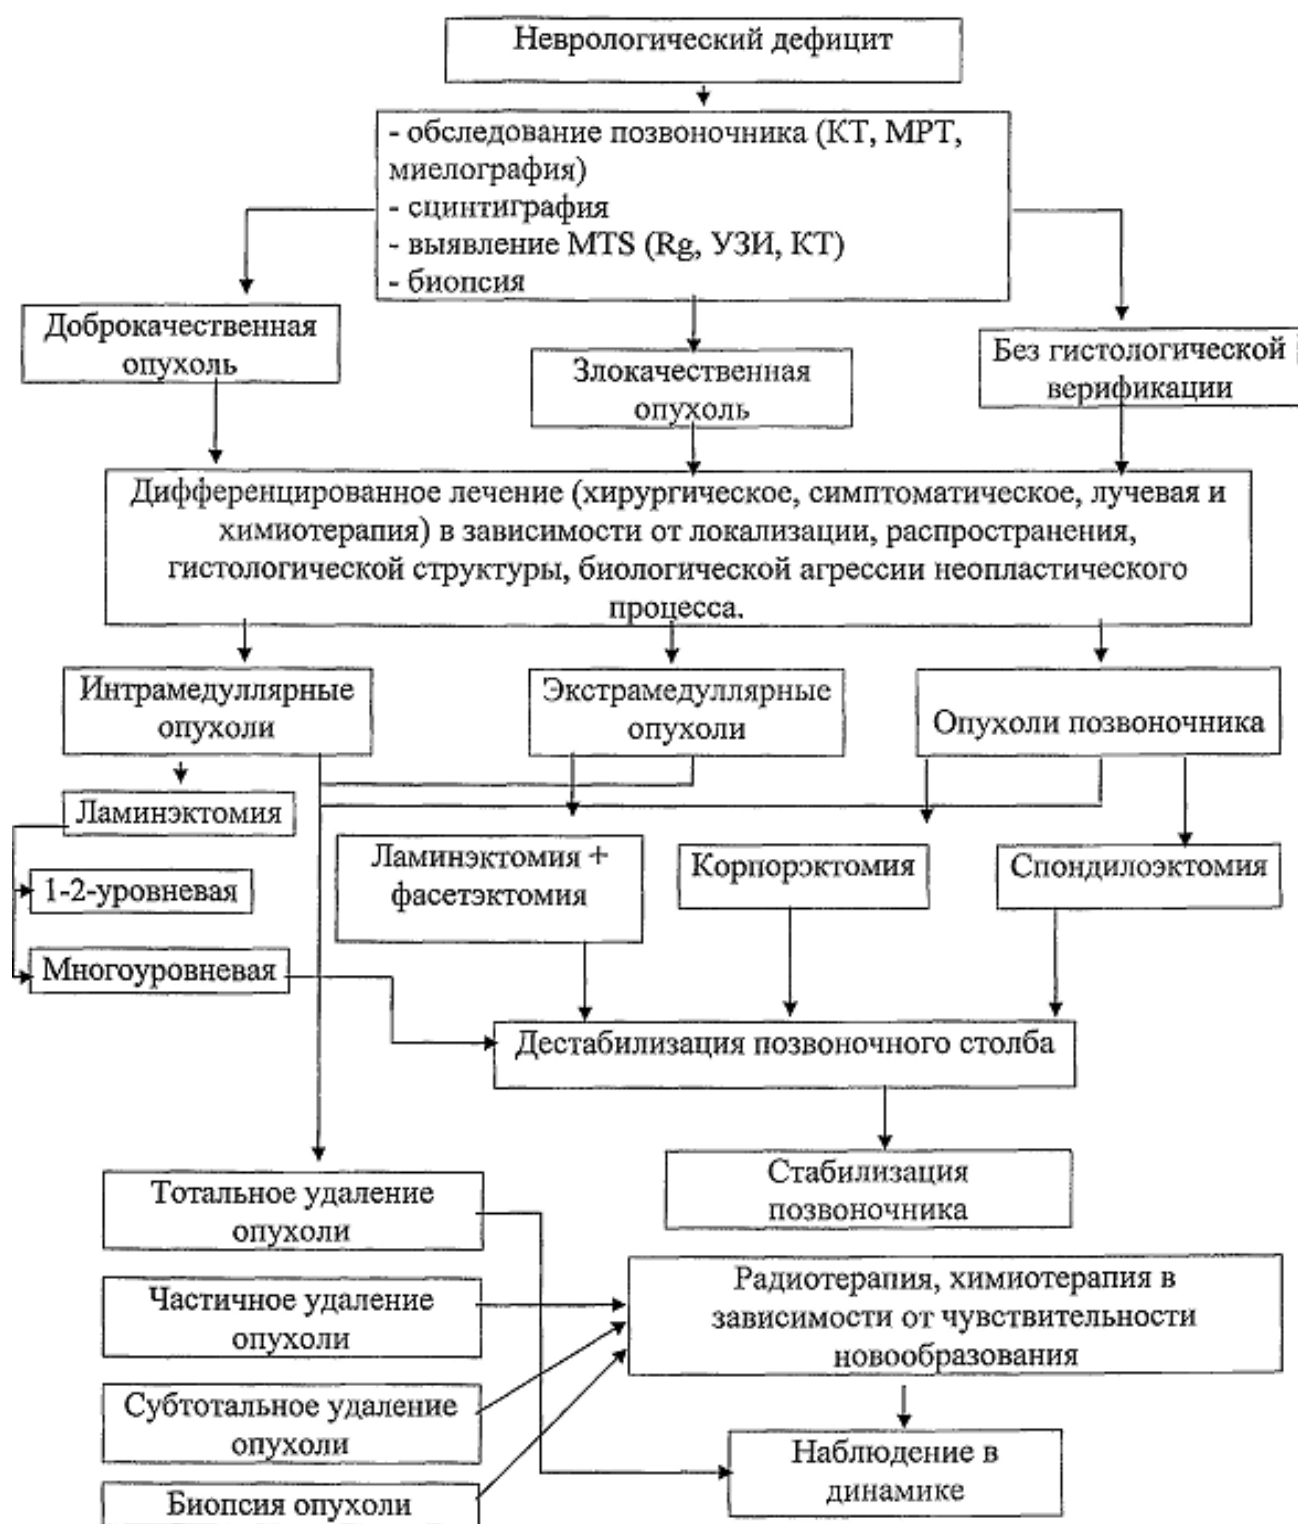 Неврологический дефицит
- обследование позвоночника (КТ, МРТ,
миелография)
- сцинтиграфия
- выявление MTS (Rg, УЗИ, КТ)
- биопсия
Доброкачественная
опухоль
Злокачественная
опухоль
Без гистологической
верификации
Дифференцированное лечение (хирургическое, симптоматическое, лучевая и
химиотерапия) в зависимости от локализации, распространения,
гистологической структуры, биологической агрессии неопластического
процесса.
Интрамедуллярные
опухоли
Экстрамедуллярные
опухоли
Опухоли позвоночника
Ламинэктомия
1-2-уровневая
Многоуровневая
Ламинэктомия +
фасетэктомия
Корпорэктомия
Спондилоэктомия
Дестабилизация позвоночного столба
Стабилизация
позвоночника
Тотальное удаление
опухоли
Частичное удаление
опухоли
Субтотальное удаление
опухоли
Биопсия опухоли
Радиотерапия, химиотерапия в
зависимости от чувствительности
новообразования
Наблюдение в
динамике